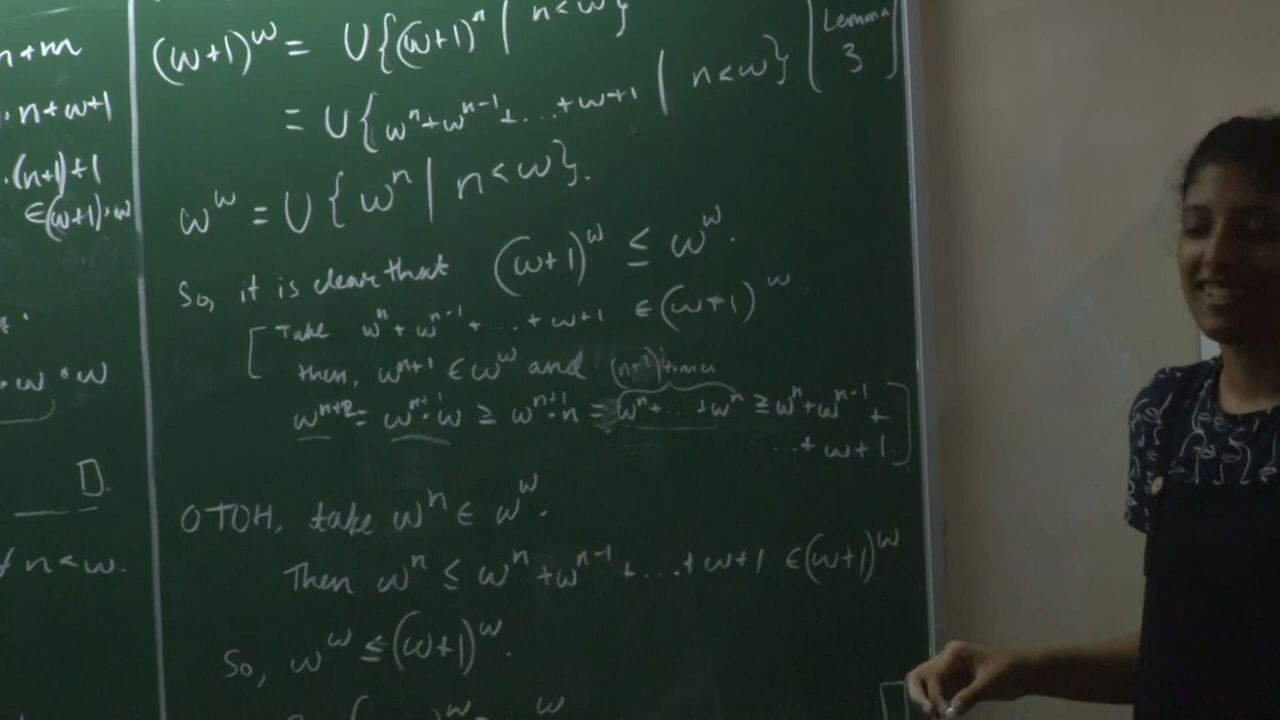 n+m
·n+ω+1
·(n+1)+1
∈(ω+1)·ω
·ω·ω
□.
n<ω.
(ω+1)^ω = ∪{(ω+1)^n | n<ω}
= ∪{ω^n+ω^{n-1}+...+ω+1 | n<ω} [Lemma 3]
ω^ω = ∪{ω^n | n<ω}.
So, it is clear that (ω+1)^ω ≤ ω^ω.
[Take ω^n+ω^{n-1}+...+ω+1 ∈(ω+1)^ω.
then, ω^{n+1} ∈ ω^ω and (n+1) times
= ω^{n+1}·ω ≥ ω^{n+1}·n = ω^n+...+ω^n ≥ ω^n+ω^{n-1}+
...+ω+1.]
OTOH, take ω^n ∈ ω^ω.
Then ω^n ≤ ω^n+ω^{n-1}+...+ω+1 ∈(ω+1)^ω
So, ω^ω ≤ (ω+1)^ω.